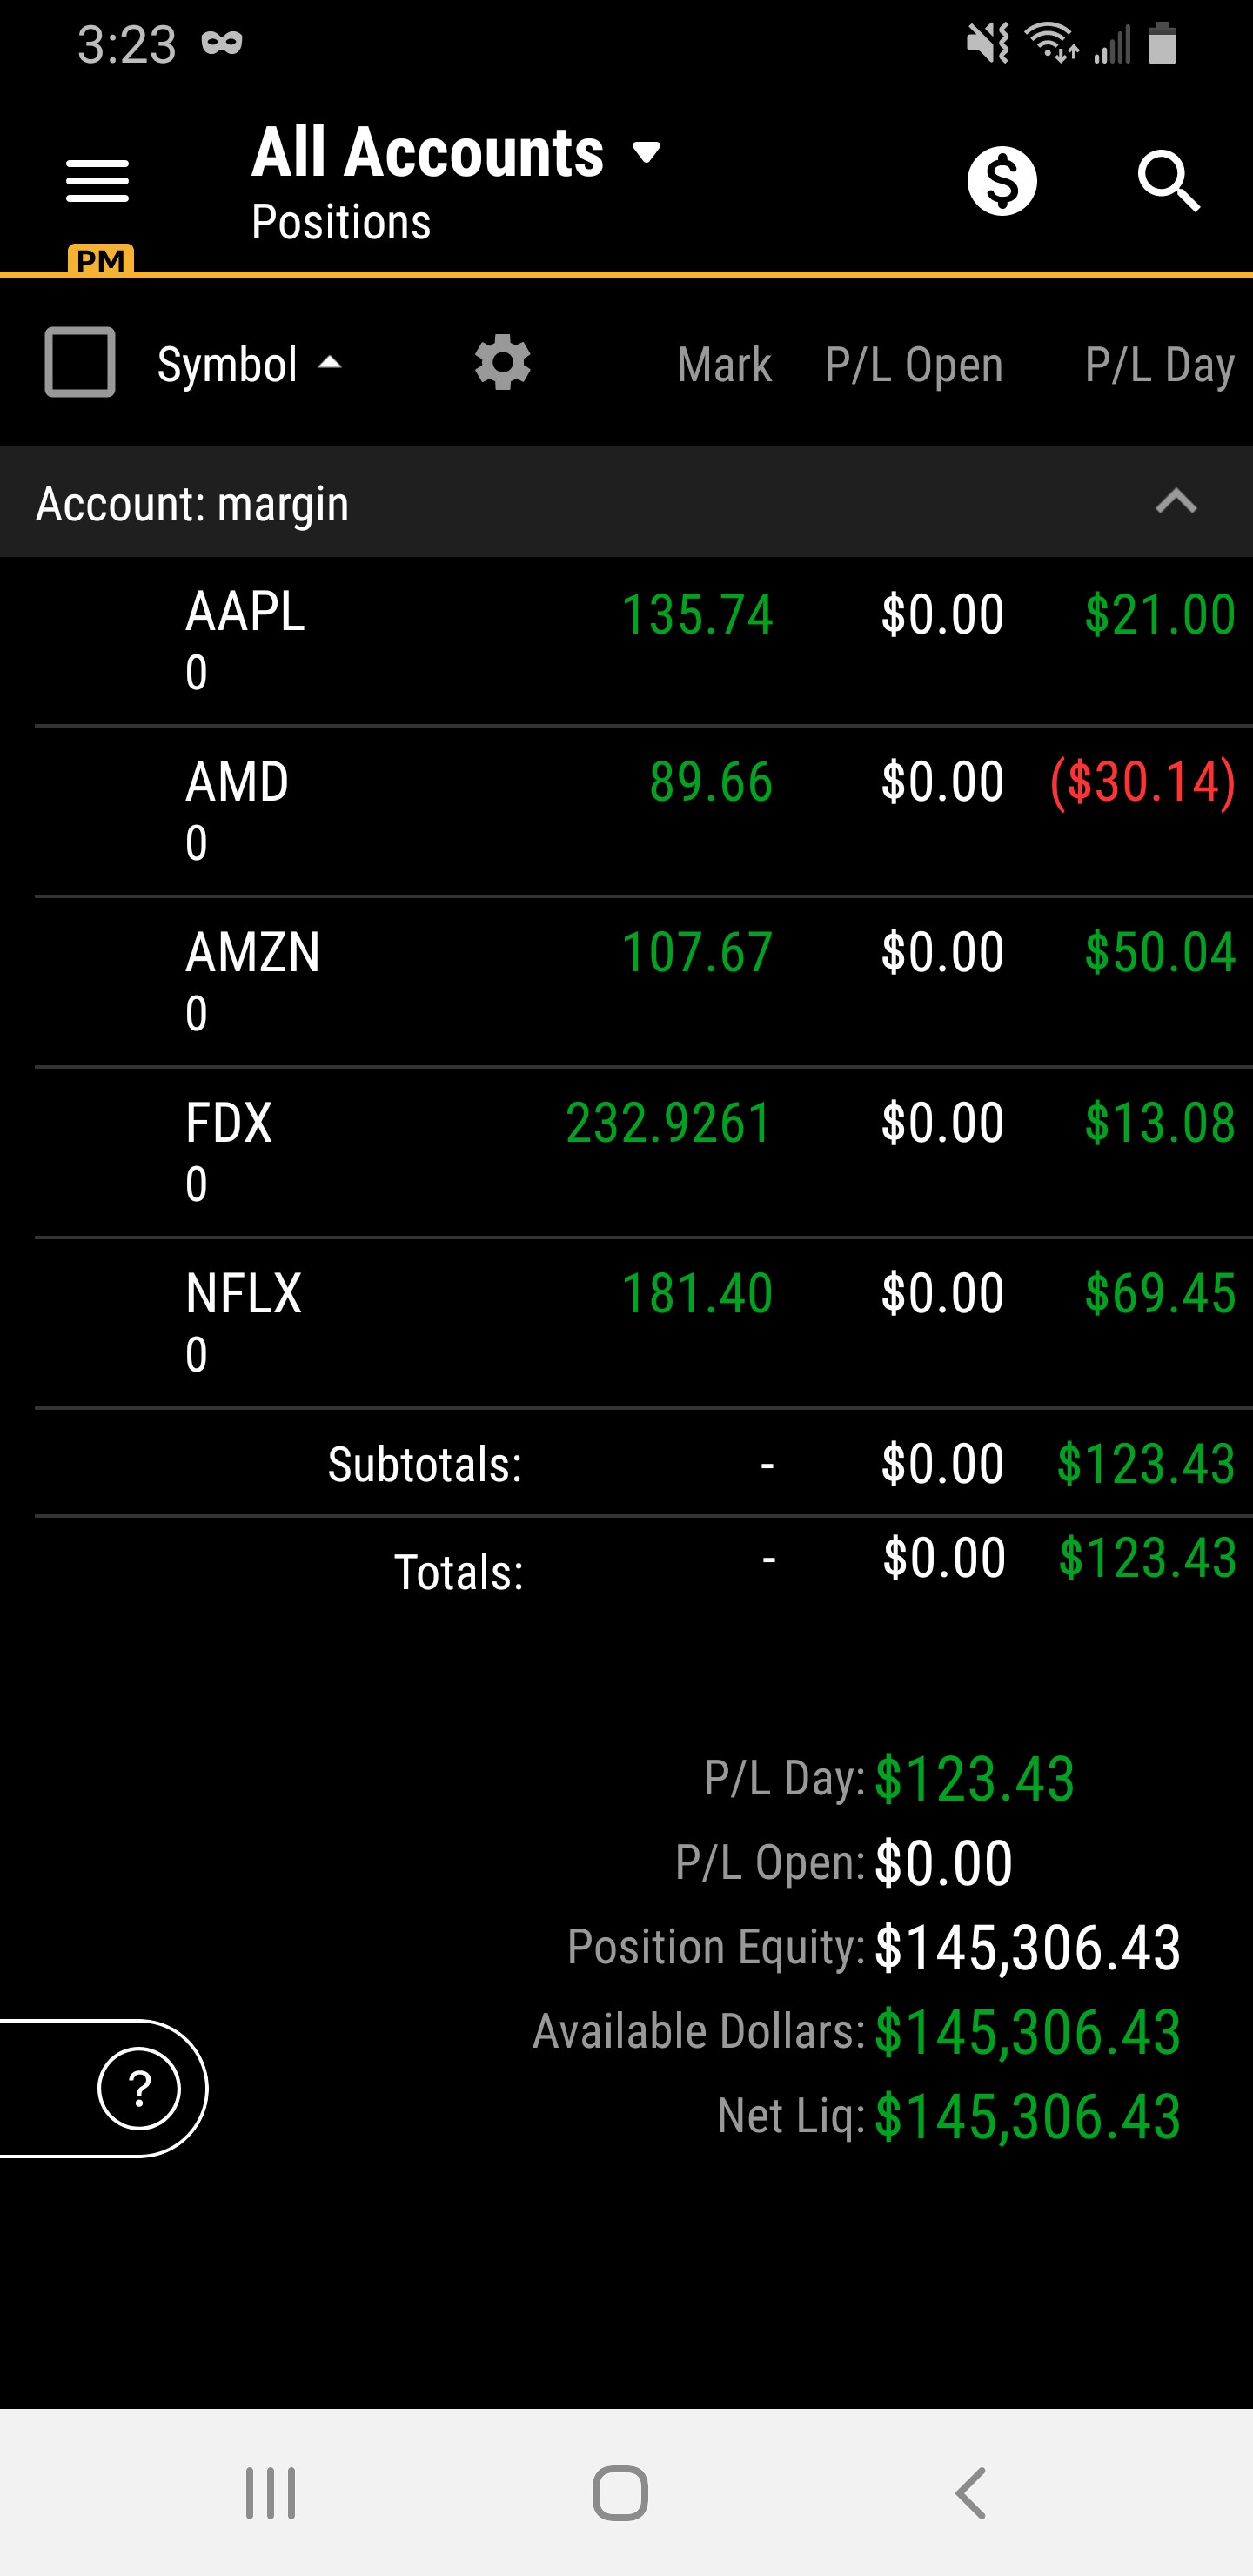 3:23
All Accounts
Positions
PM
Symbol Mark P/L Open P/L Day
Account: margin
AAPL 135.74 $0.00 $21.00
0
AMD 89.66 $0.00 ($30.14)
0
AMZN 107.67 $0.00 $50.04
0
FDX 232.9261 $0.00 $13.08
0
NFLX 181.40 $0.00 $69.45
0
Subtotals: - $0.00 $123.43
Totals: - $0.00 $123.43
P/L Day: $123.43
P/L Open: $0.00
Position Equity: $145,306.43
Available Dollars: $145,306.43
Net Liq: $145,306.43
?